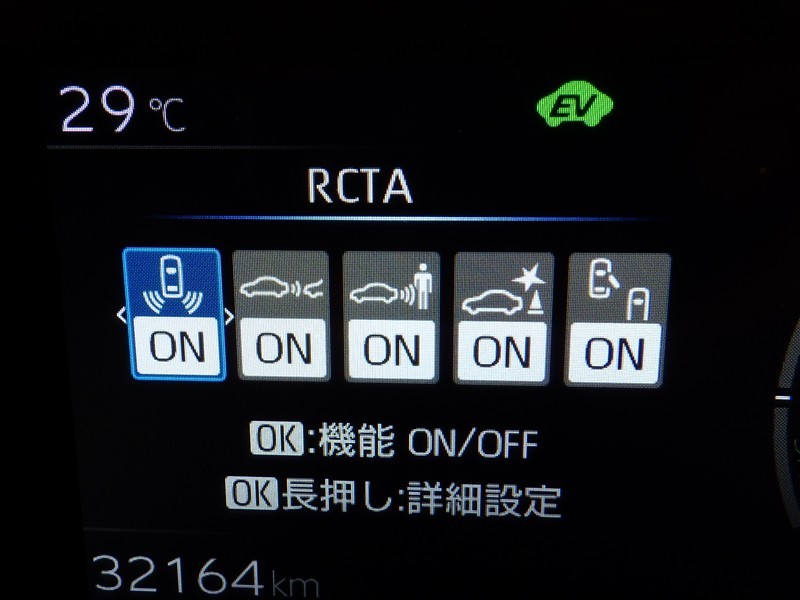 29℃
EV
RCTA
ON ON ON ON ON
OK:機能 ON/OFF
OK長押し:詳細設定
32164km